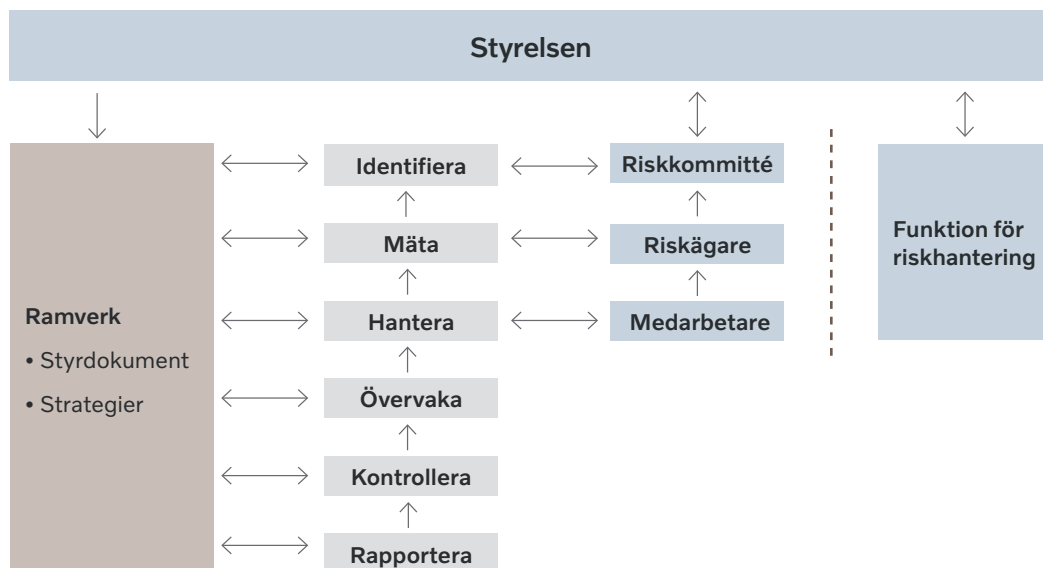 Styrelsen
Ramverk
• Styrdokument
• Strategier
Identifiera
Mäta
Hantera
Övervaka
Kontrollera
Rapportera
Riskkommitté
Riskägare
Medarbetare
Funktion för
riskhantering